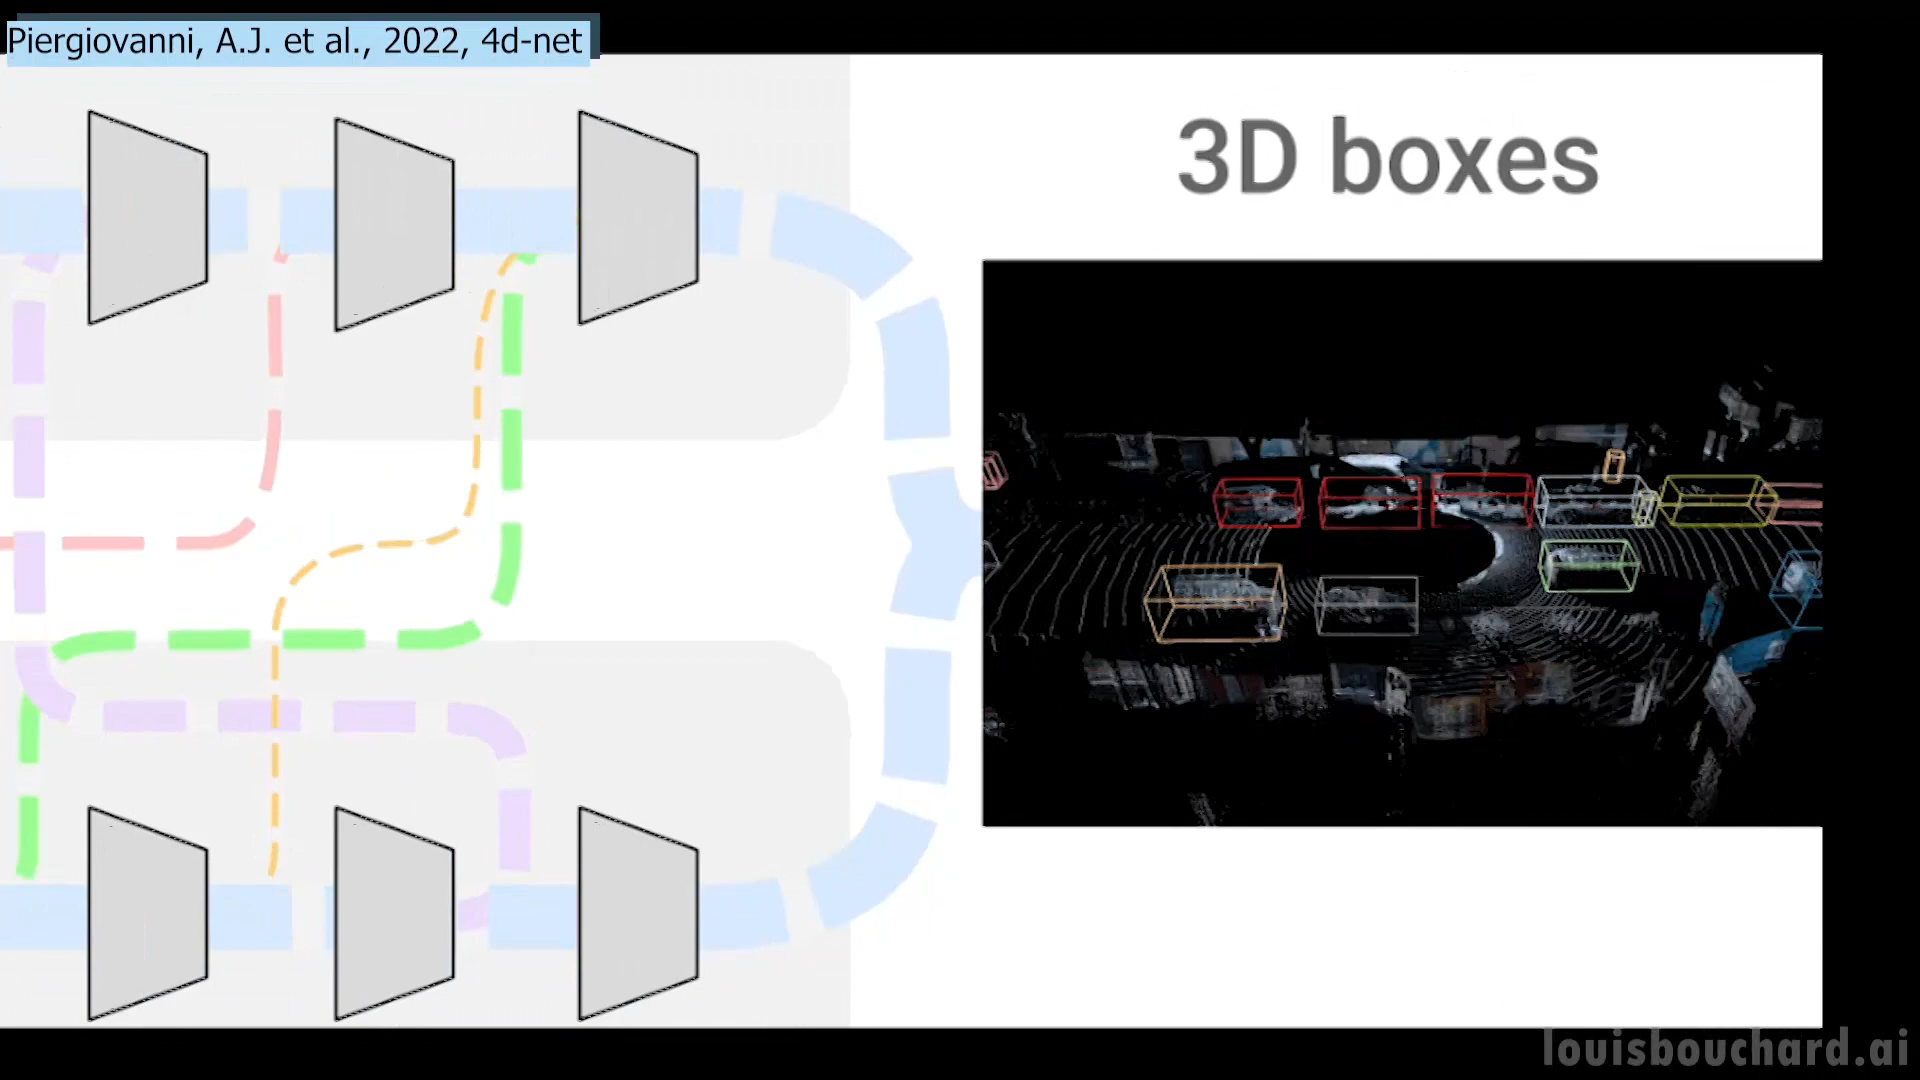 Piergiovanni, A.J. et al., 2022, 4d-net
3D boxes
louisbouchard.ai